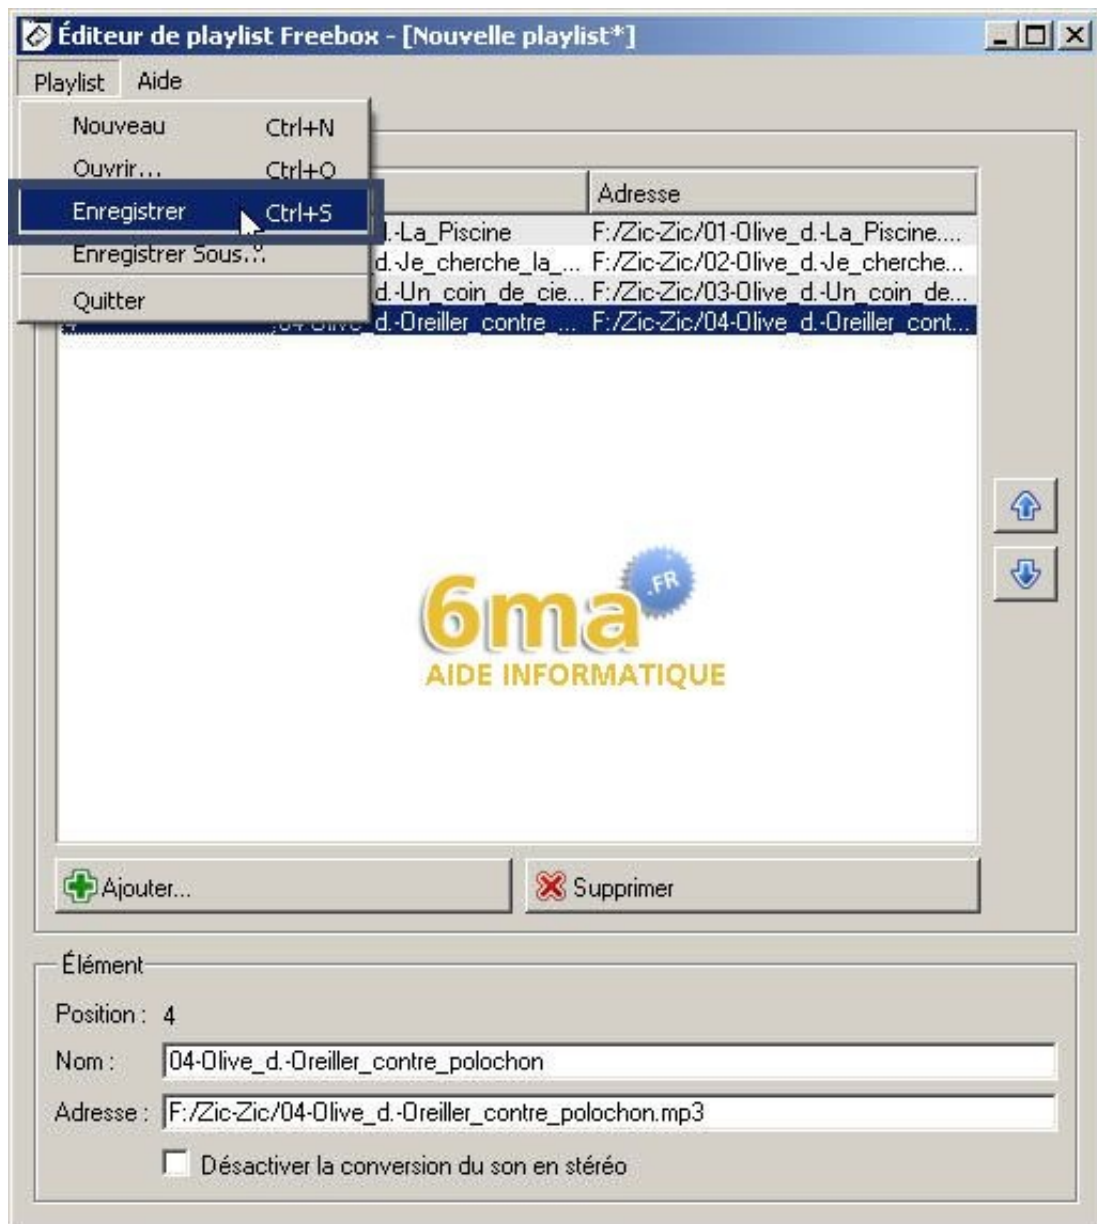 Éditeur de playlist Freebox - [Nouvelle playlist*]
Playlist Aide
Nouveau Ctrl+N
Ouvrir... Ctrl+O
Enregistrer Ctrl+S
Enregistrer Sous...
Quitter
Adresse
d.-La_Piscine F:/Zic-Zic/01-Olive_d.-La_Piscine....
d.-Je_cherche_la_... F:/Zic-Zic/02-Olive_d.-Je_cherche...
d.-Un_coin_de_cie... F:/Zic-Zic/03-Olive_d.-Un_coin_de...
04-Olive_d.-Oreiller_contre_... F:/Zic-Zic/04-Olive_d.-Oreiller_cont...
6ma .FR
AIDE INFORMATIQUE
Ajouter... Supprimer
Élément
Position : 4
Nom : 04-Olive_d.-Oreiller_contre_polochon
Adresse : F:/Zic-Zic/04-Olive_d.-Oreiller_contre_polochon.mp3
Désactiver la conversion du son en stéréo